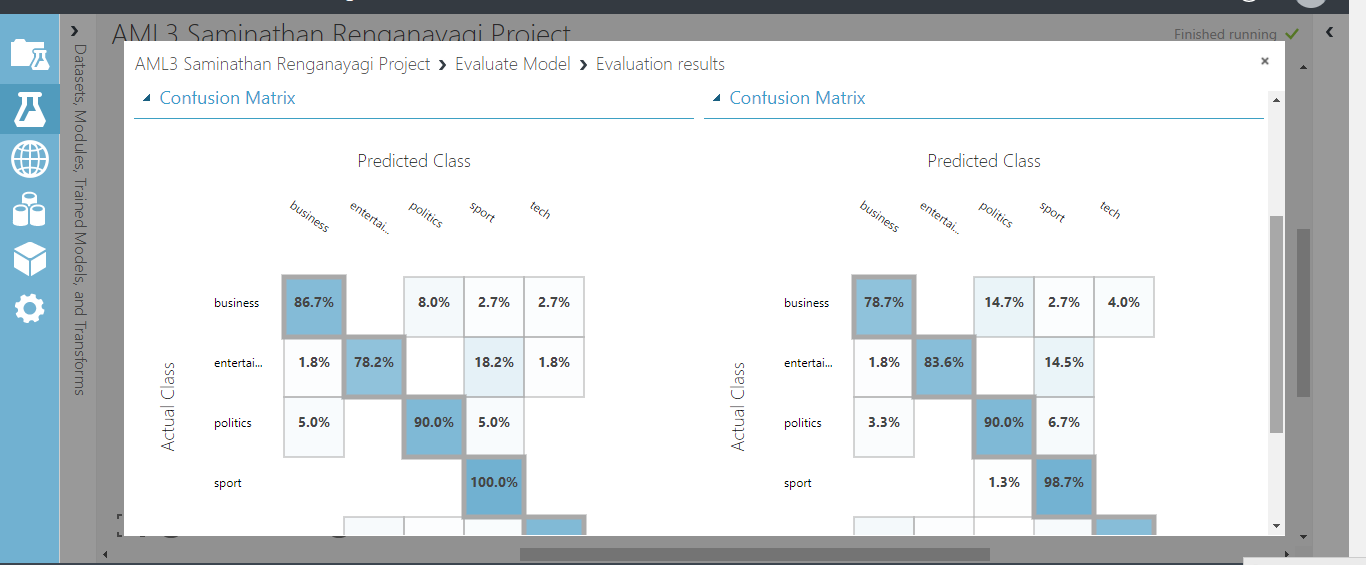 AML3 Saminathan Renganayagi Project
Finished running
Datasets, Modules, Trained Models, and Transforms
AML3 Saminathan Renganayagi Project > Evaluate Model > Evaluation results
×
Confusion Matrix
Predicted Class
business entertai... politics sport tech
Actual Class
business 86.7% 8.0% 2.7% 2.7%
entertai... 1.8% 78.2% 18.2% 1.8%
politics 5.0% 90.0% 5.0%
sport 100.0%
Confusion Matrix
Predicted Class
business entertai... politics sport tech
Actual Class
business 78.7% 14.7% 2.7% 4.0%
entertai... 1.8% 83.6% 14.5%
politics 3.3% 90.0% 6.7%
sport 1.3% 98.7%